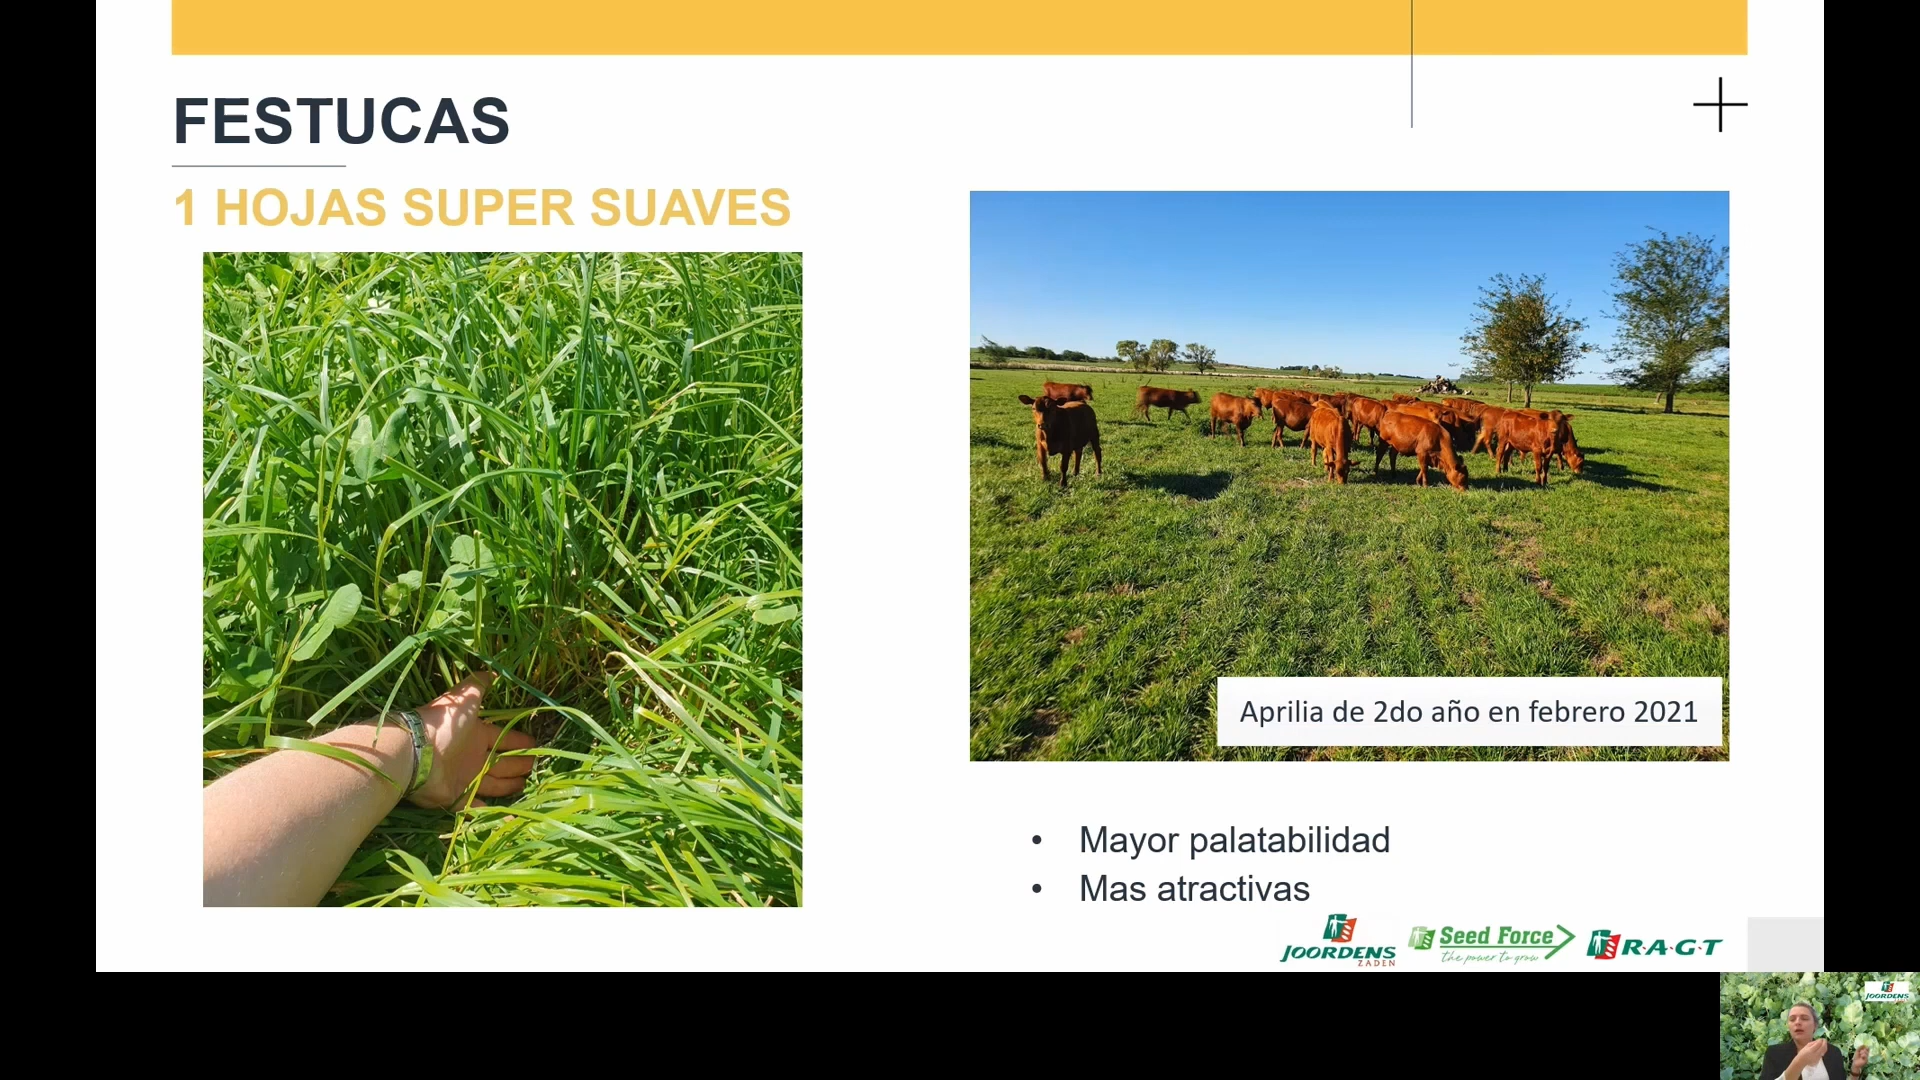 FESTUCAS
1 HOJAS SUPER SUAVES
Aprilia de 2do año en febrero 2021
• Mayor palatabilidad
• Mas atractivas
JOORDENS
ZADEN
Seed Force
the power to grow
R·A·G·T
JOORDENS